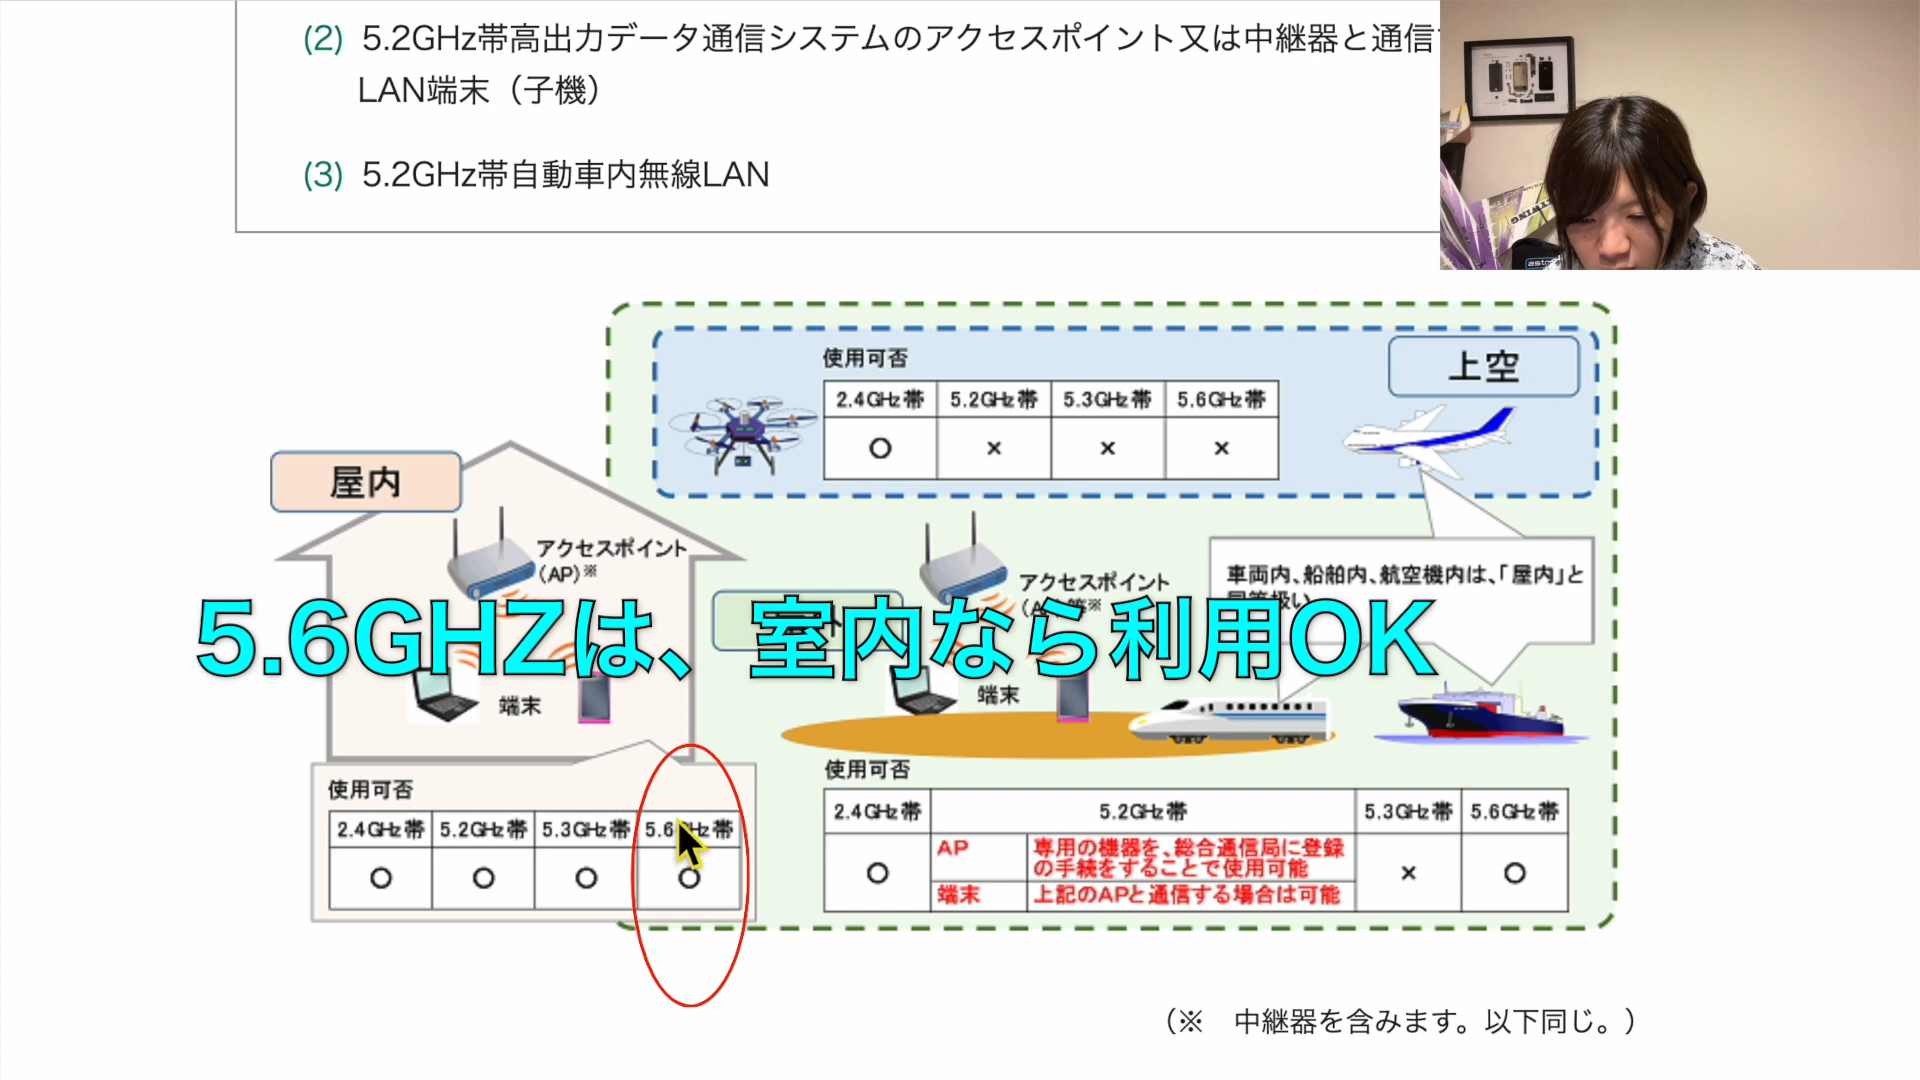 (2) 5.2GHz帯高出力データ通信システムのアクセスポイント又は中継器と通信
LAN端末（子機）
(3) 5.2GHz帯自動車内無線LAN
使用可否
上空
2.4GHz帯 5.2GHz帯 5.3GHz帯 5.6GHz帯
○ × × ×
屋内
アクセスポイント
(AP)※
アクセスポイント
車両内、船舶内、航空機内は、「屋内」と
同等扱い
5.6GHZは、室内なら利用OK
端末
端末
使用可否
2.4GHz帯 5.2GHz帯 5.3GHz帯 5.6GHz帯
○ ○ ○ ○
使用可否
2.4GHz帯 5.2GHz帯 5.3GHz帯 5.6GHz帯
○ AP 専用の機器を、総合通信局に登録
の手続をすることで使用可能 × ○
端末 上記のAPと通信する場合は可能
（※　中継器を含みます。以下同じ。）